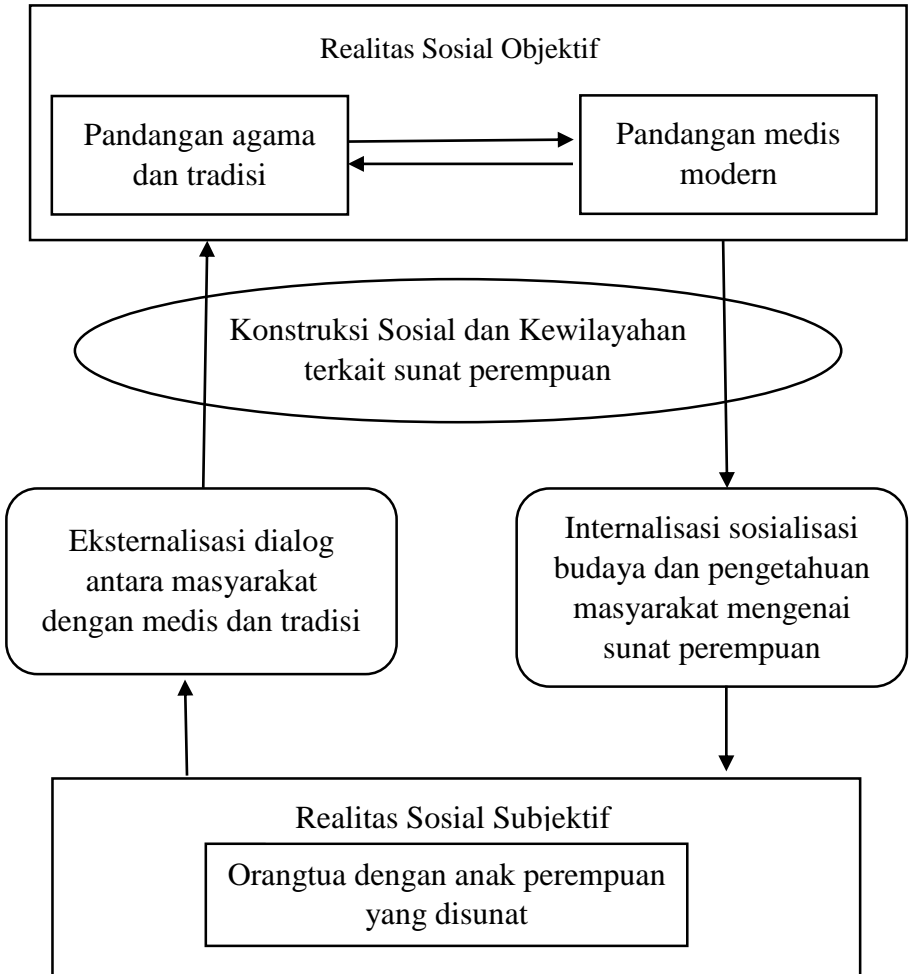 Realitas Sosial Objektif
Pandangan agama
dan tradisi
Pandangan medis
modern
Konstruksi Sosial dan Kewilayahan
terkait sunat perempuan
Eksternalisasi dialog
antara masyarakat
dengan medis dan tradisi
Internalisasi sosialisasi
budaya dan pengetahuan
masyarakat mengenai
sunat perempuan
Realitas Sosial Subjektif
Orangtua dengan anak perempuan
yang disunat